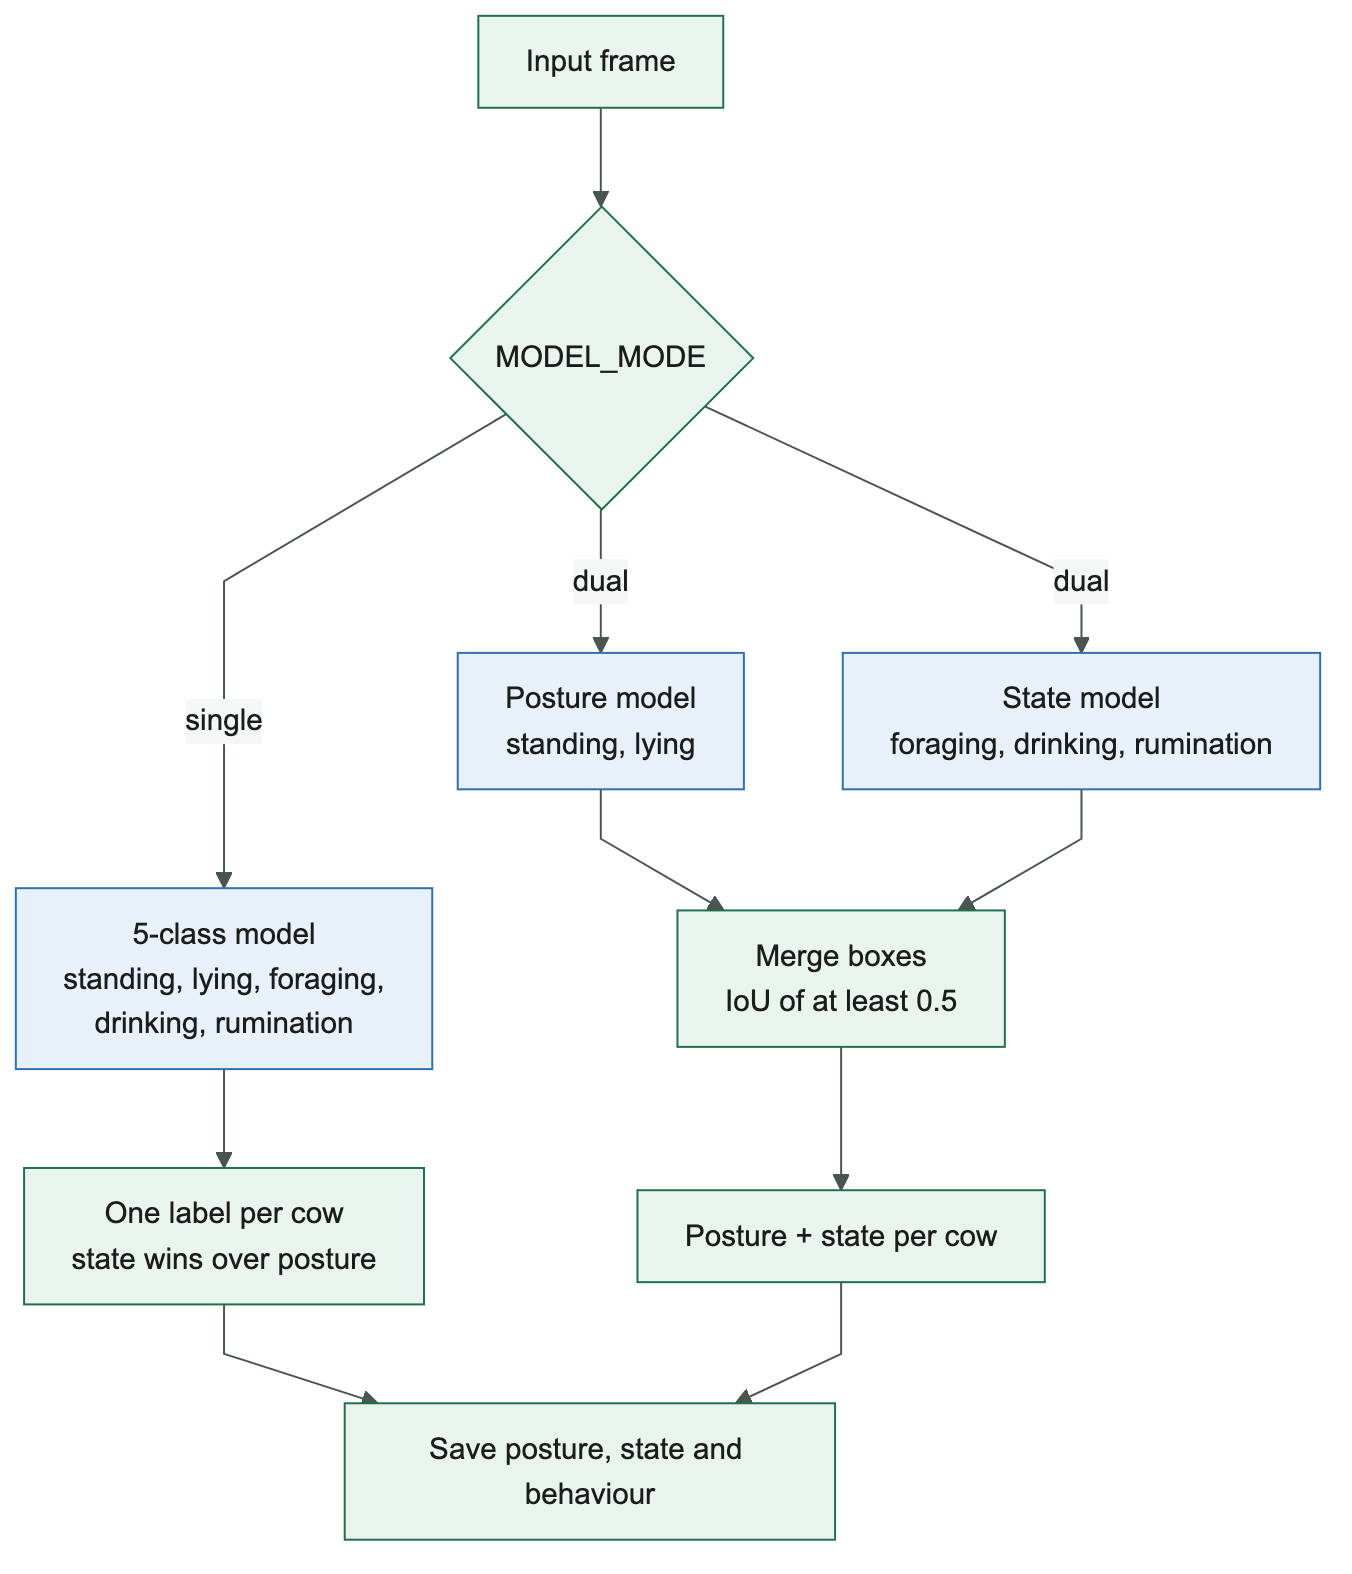 Input frame
MODEL_MODE
dual
dual
single
Posture model
standing, lying
State model
foraging, drinking, rumination
5-class model
standing, lying, foraging,
drinking, rumination
Merge boxes
IoU of at least 0.5
One label per cow
state wins over posture
Posture + state per cow
Save posture, state and
behaviour